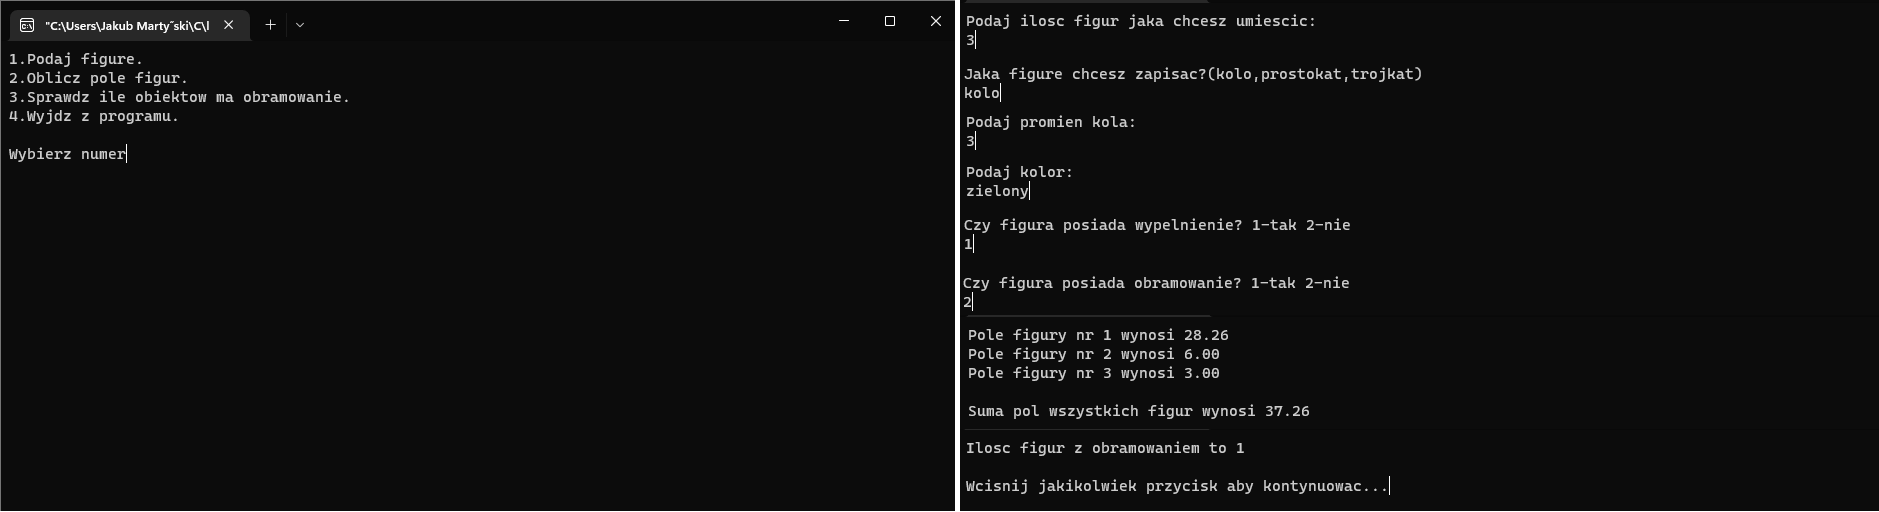 "C:\Users\Jakub Marty˝ski\C\l
1.Podaj figure.
2.Oblicz pole figur.
3.Sprawdz ile obiektow ma obramowanie.
4.Wyjdz z programu.
Wybierz numer
Podaj ilosc figur jaka chcesz umiescic:
3
Jaka figure chcesz zapisac?(kolo,prostokat,trojkat)
kolo
Podaj promien kola:
3
Podaj kolor:
zielony
Czy figura posiada wypelnienie? 1-tak 2-nie
1
Czy figura posiada obramowanie? 1-tak 2-nie
2
Pole figury nr 1 wynosi 28.26
Pole figury nr 2 wynosi 6.00
Pole figury nr 3 wynosi 3.00
Suma pol wszystkich figur wynosi 37.26
Ilosc figur z obramowaniem to 1
Wcisnij jakikolwiek przycisk aby kontynuowac...